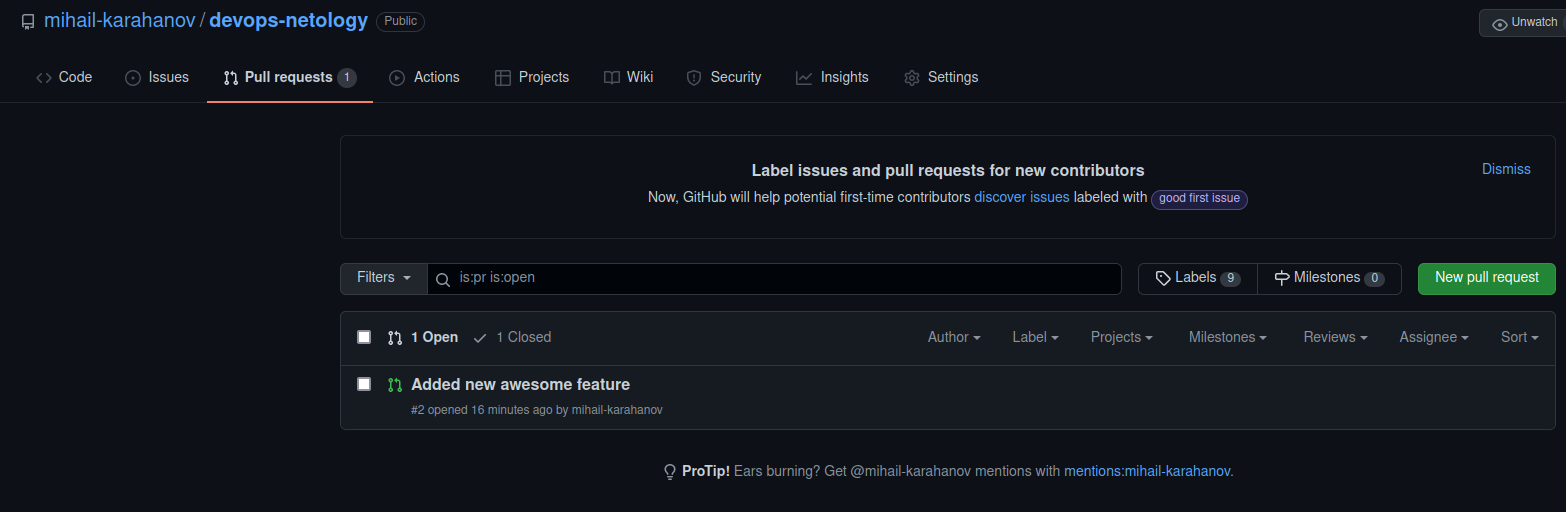 mihail-karahanov / devops-netology Public Unwatch
Code Issues Pull requests 1 Actions Projects Wiki Security Insights Settings
Label issues and pull requests for new contributors Dismiss
Now, GitHub will help potential first-time contributors discover issues labeled with good first issue
Filters is:pr is:open Labels 9 Milestones 0 New pull request
1 Open 1 Closed Author Label Projects Milestones Reviews Assignee Sort
Added new awesome feature
#2 opened 16 minutes ago by mihail-karahanov
ProTip! Ears burning? Get @mihail-karahanov mentions with mentions:mihail-karahanov.